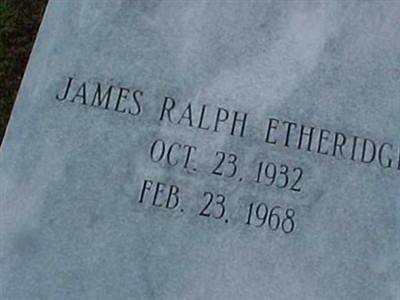 JAMES RALPH ETHERIDG
OCT. 23, 1932
FEB. 23, 1968